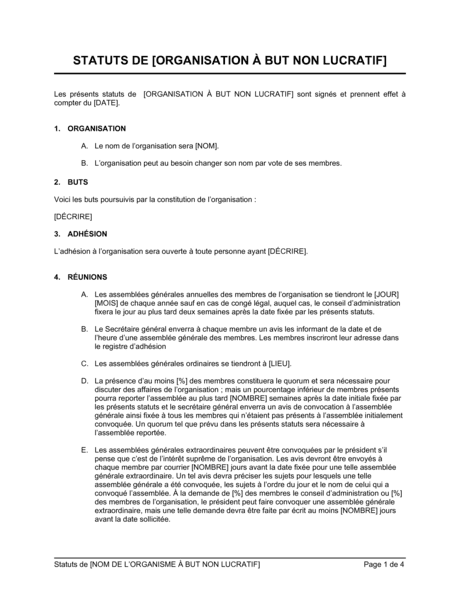 STATUTS DE [ORGANISATION À BUT NON LUCRATIF]
Les présents statuts de [ORGANISATION À BUT NON LUCRATIF] sont signés et prennent effet à
compter du [DATE].
1. ORGANISATION
A. Le nom de l'organisation sera [NOM].
B. L'organisation peut au besoin changer son nom par vote de ses membres.
2. BUTS
Voici les buts poursuivis par la constitution de l'organisation :
[DÉCRIRE]
3. ADHÉSION
L'adhésion à l'organisation sera ouverte à toute personne ayant [DÉCRIRE].
4. RÉUNIONS
A. Les assemblées générales annuelles des membres de l'organisation se tiendront le [JOUR]
[MOIS] de chaque année sauf en cas de congé légal, auquel cas, le conseil d'administration
fixera le jour au plus tard deux semaines après la date fixée par les présents statuts.
B. Le Secrétaire général enverra à chaque membre un avis les informant de la date et de
l'heure d'une assemblée générale des membres. Les membres inscriront leur adresse dans
le registre d'adhésion
C. Les assemblées générales ordinaires se tiendront à [LIEU].
D. La présence d'au moins [%] des membres constituera le quorum et sera nécessaire pour
discuter des affaires de l'organisation ; mais un pourcentage inférieur de membres présents
pourra reporter l'assemblée au plus tard [NOMBRE] semaines après la date initiale fixée par
les présents statuts et le secrétaire général enverra un avis de convocation à l'assemblée
générale ainsi fixée à tous les membres qui n'étaient pas présents à l'assemblée initialement
convoquée. Un quorum tel que prévu dans les présents statuts sera nécessaire à
l'assemblée reportée.
E. Les assemblées générales extraordinaires peuvent être convoquées par le président s'il
pense que c'est de l'intérêt suprême de l'organisation. Les avis devront être envoyés à
chaque membre par courrier [NOMBRE] jours avant la date fixée pour une telle assemblée
générale extraordinaire. Un tel avis devra préciser les sujets pour lesquels une telle
assemblée générale a été convoquée, les sujets à l'ordre du jour et le nom de celui qui a
convoqué l'assemblée. À la demande de [%] des membres le conseil d'administration ou [%]
des membres de l'organisation, le président peut faire convoquer une assemblée générale
extraordinaire, mais une telle demande devra être faite par écrit au moins [NOMBRE] jours
avant la date sollicitée.
Statuts de [NOM DE L'ORGANISME À BUT NON LUCRATIF] Page 1 de 4